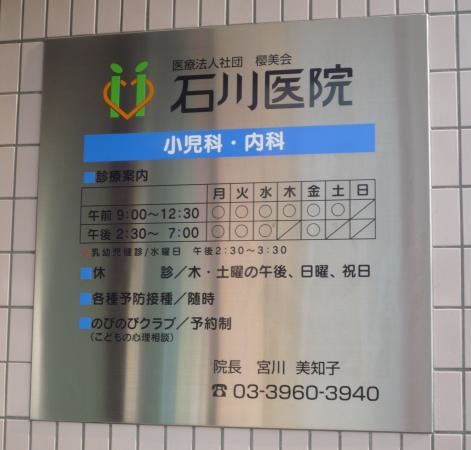 医療法人社団　樱美会
石川医院
小児科・内科
■診療案内
月 火 水 木 金 土 日
午前 9:00～12:30 ○ ○ ○ ○ ○ ○ ／
午後 2:30～ 7:00 ○ ○ ○ ／ ○ ／ ／
※乳幼児健診/水曜日　午後2:30～3:30
■休　　診／木・土曜の午後、日曜、祝日
■各種予防接種／随時
■のびのびクラブ／予約制
（こどもの心理相談）
院長　宮川　美知子
☎ 03-3960-3940